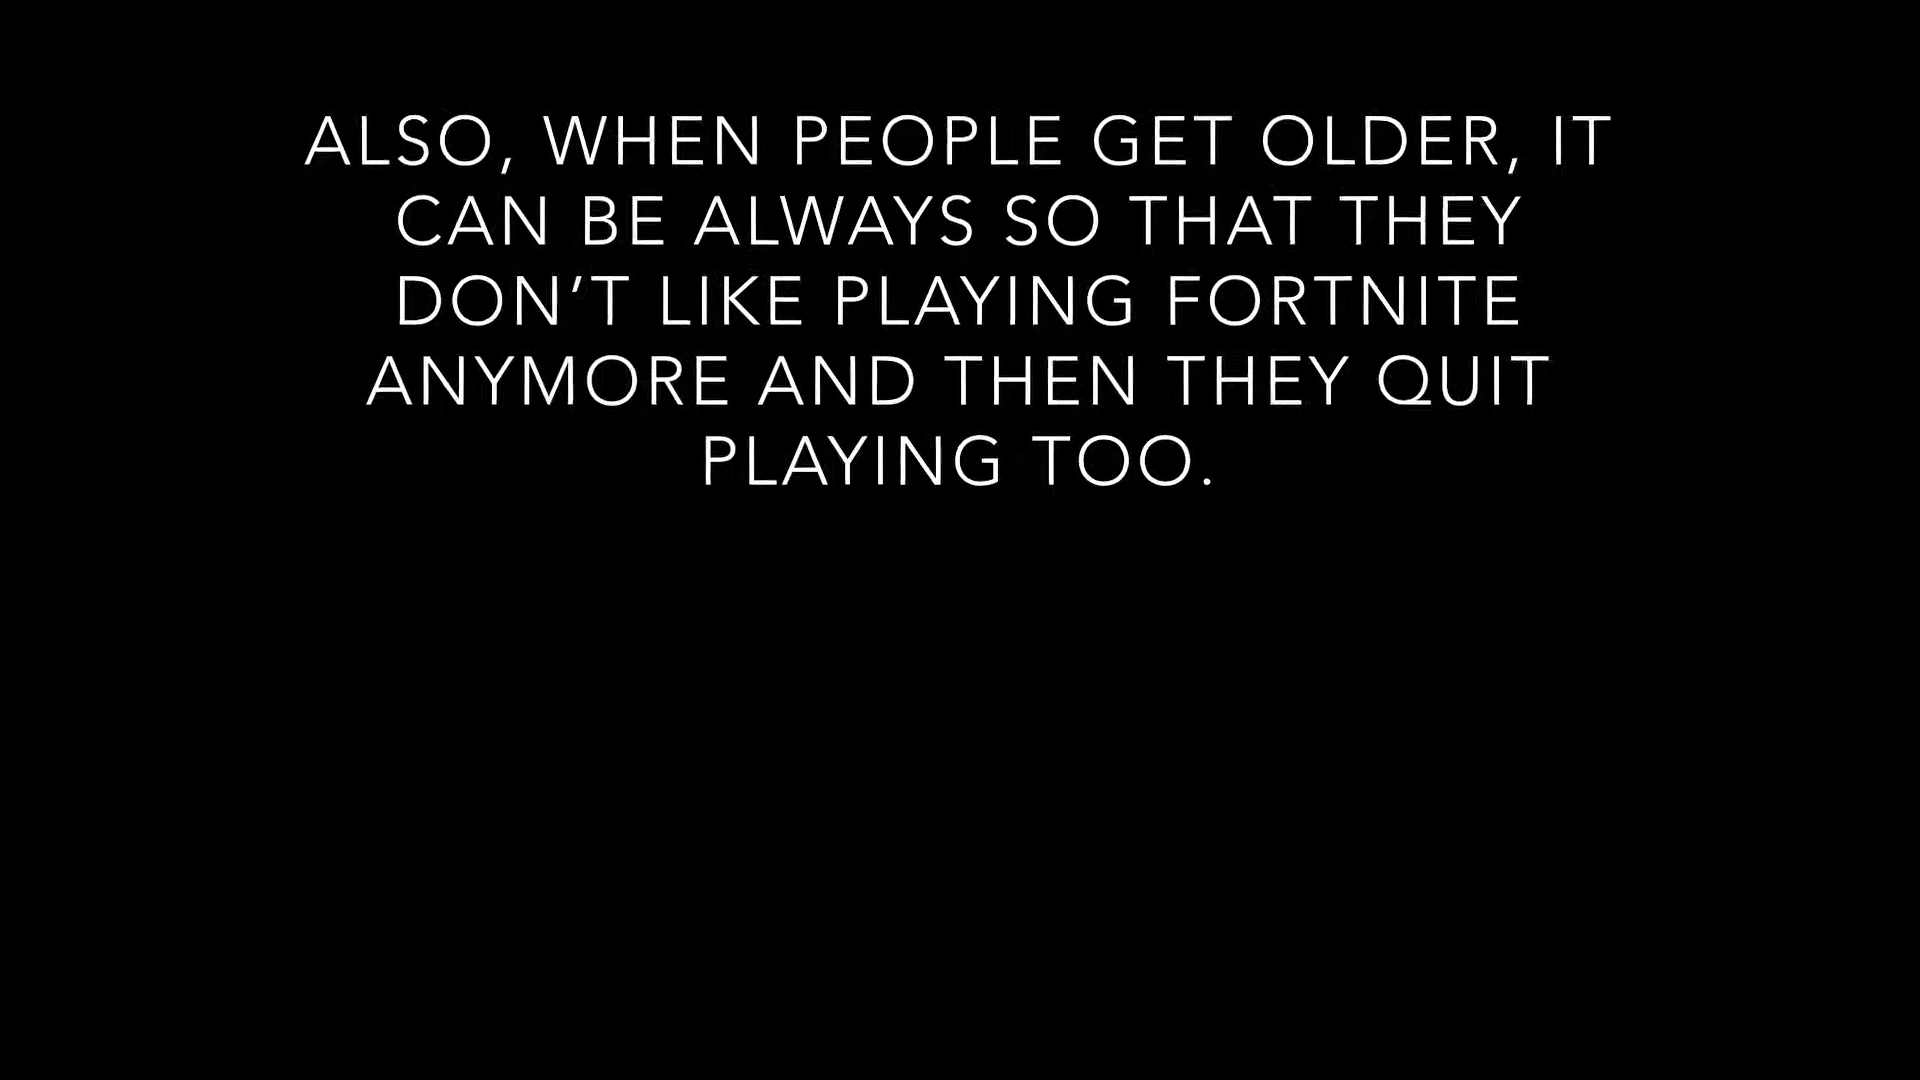 ALSO, WHEN PEOPLE GET OLDER, IT
CAN BE ALWAYS SO THAT THEY
DON’T LIKE PLAYING FORTNITE
ANYMORE AND THEN THEY QUIT
PLAYING TOO.